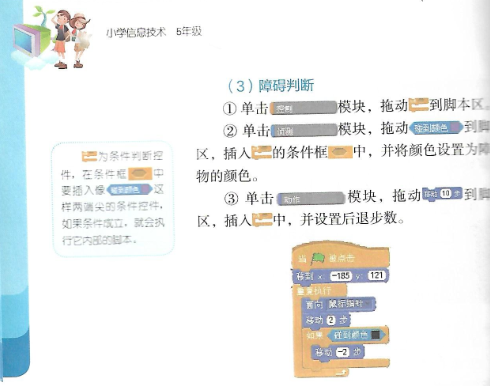 小学信息技术 5年级
（3）障碍判断
① 单击 控制 模块，拖动 到脚本区。
② 单击 侦测 模块，拖动 碰到颜色 到脚
区，插入 的条件框 中，并将颜色设置为障
物的颜色。
③ 单击 动作 模块，拖动 移动 10 步 到脚
区，插入 中，并设置后退步数。
为条件判断控
件，在条件框 中
要插入像 碰到颜色 这
样两端尖的条件控件，
如果条件成立，就会执
行它内部的脚本。
当 被点击
移到 x: -185 y: 121
重复执行
面向 鼠标指针
移动 2 步
如果 碰到颜色
移动 -2 步